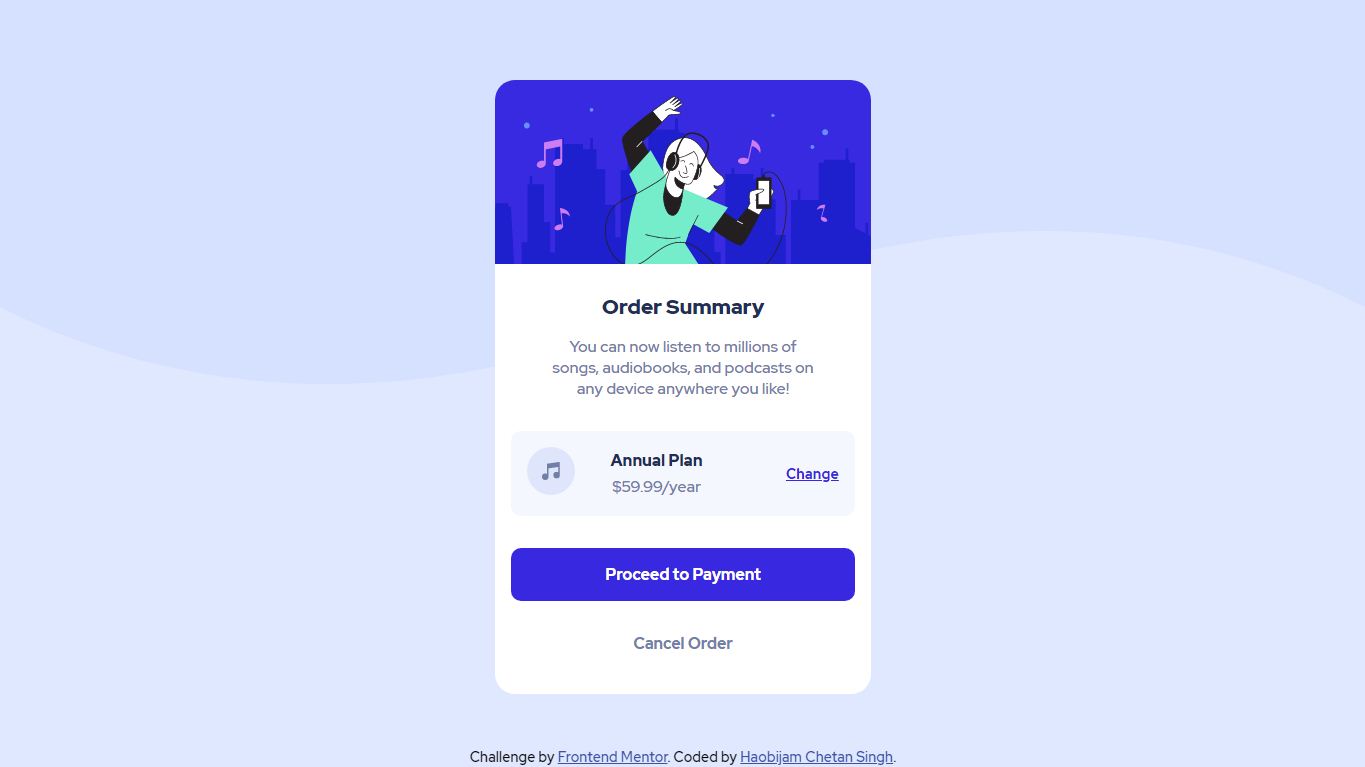 Order Summary
You can now listen to millions of
songs, audiobooks, and podcasts on
any device anywhere you like!
Annual Plan
$59.99/year
Change
Proceed to Payment
Cancel Order
Challenge by Frontend Mentor. Coded by Haobijam Chetan Singh.